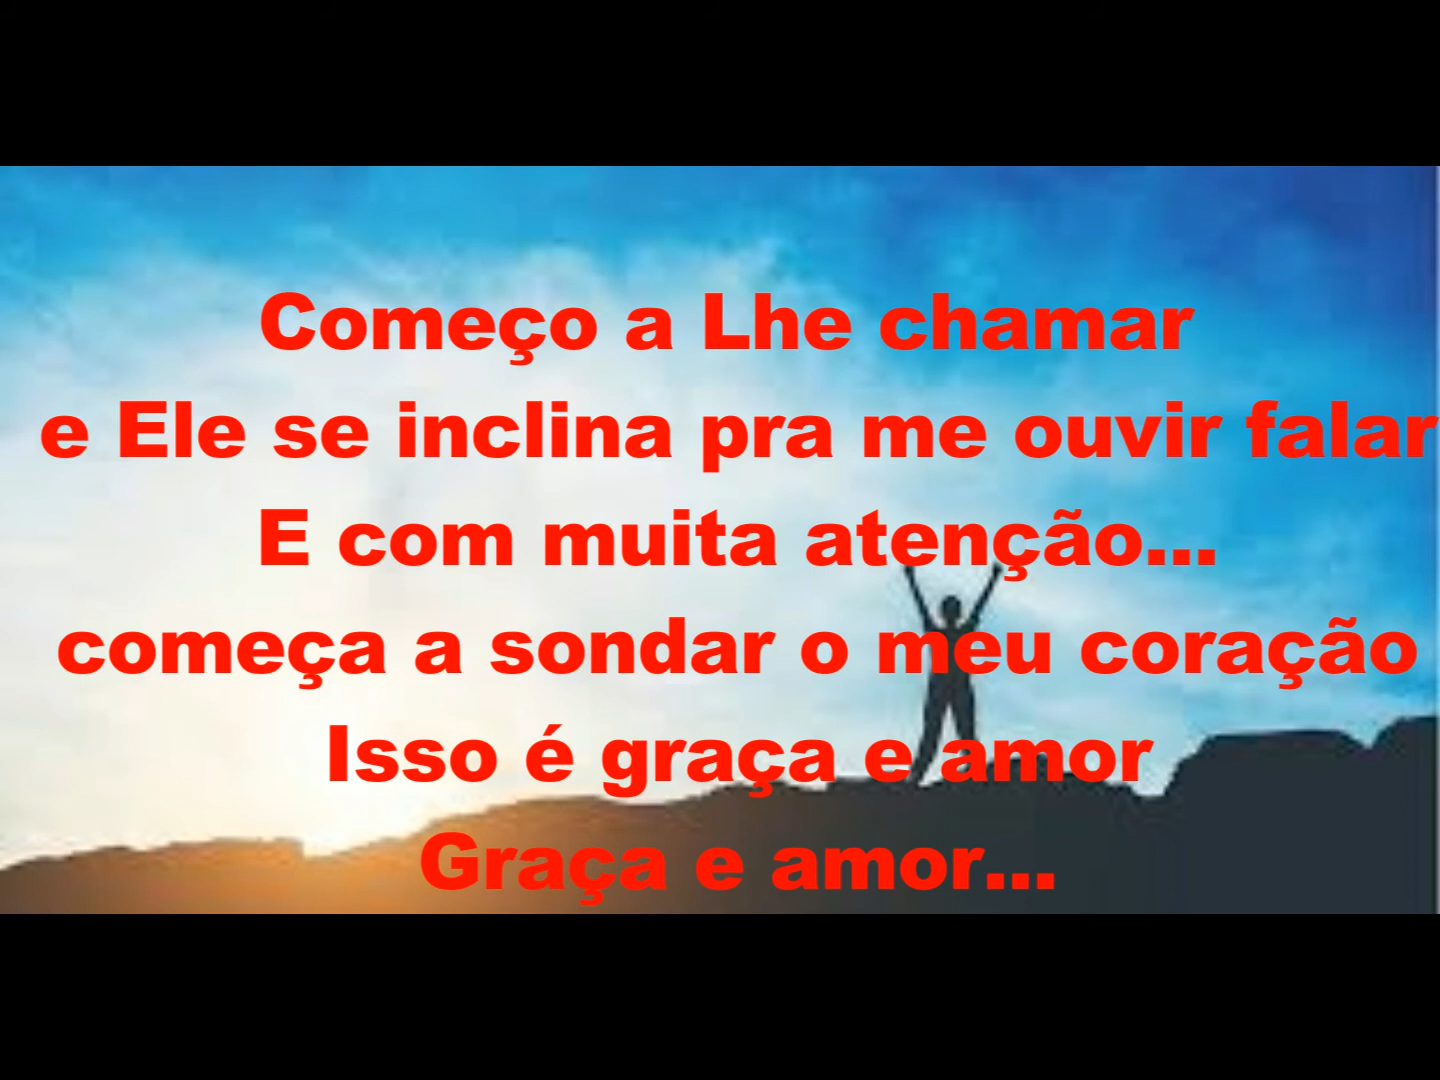 Começo a Lhe chamar
e Ele se inclina pra me ouvir falar
E com muita atenção...
começa a sondar o meu coração
Isso é graça e amor
Graça e amor...